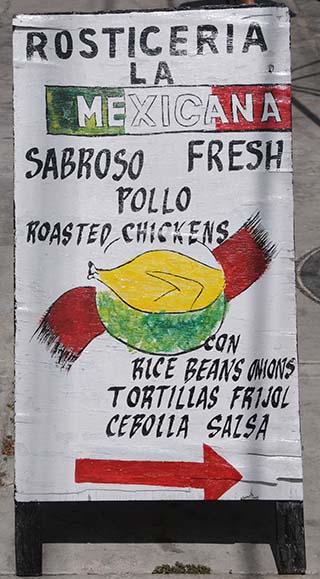 ROSTICERIA
LA
MEXICANA
SABROSO FRESH
POLLO
ROASTED CHICKENS
CON
RICE BEANS ONIONS
TORTILLAS FRIJOL
CEBOLLA SALSA